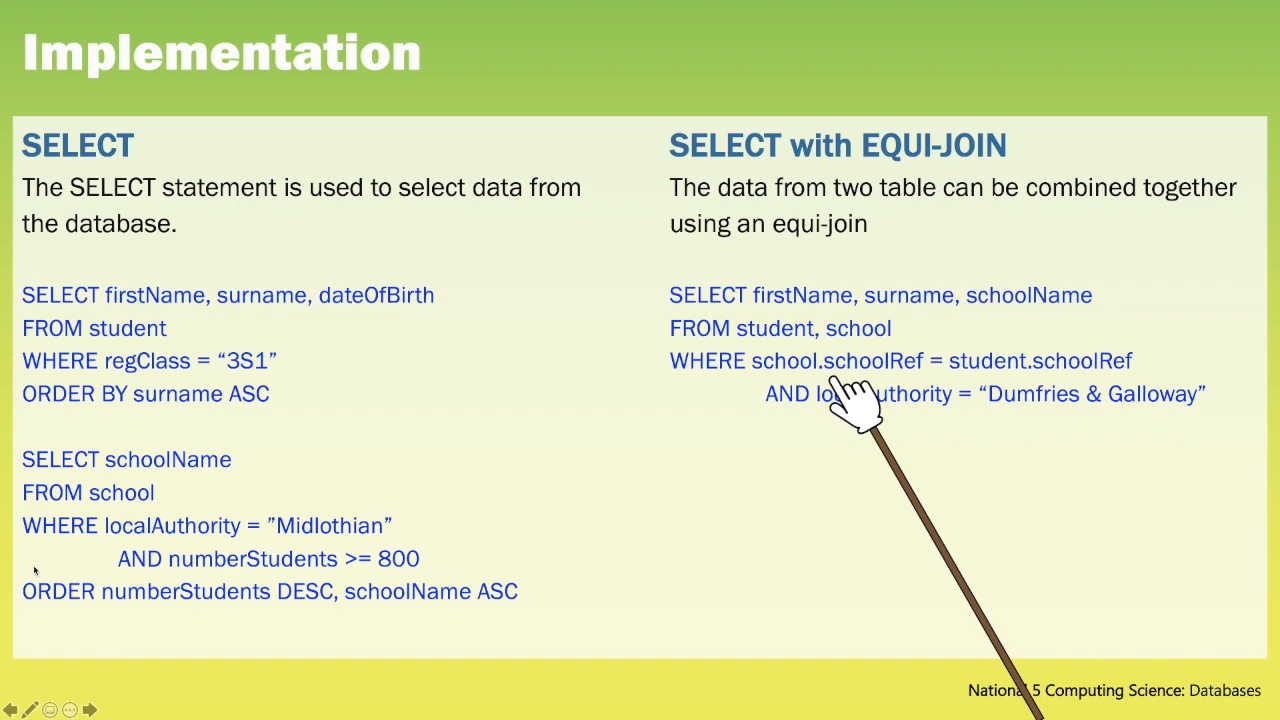 Implementation
SELECT
The SELECT statement is used to select data from
the database.
SELECT firstName, surname, dateOfBirth
FROM student
WHERE regClass = “3S1”
ORDER BY surname ASC
SELECT schoolName
FROM school
WHERE localAuthority = ”Midlothian”
AND numberStudents >= 800
ORDER numberStudents DESC, schoolName ASC
SELECT with EQUI-JOIN
The data from two table can be combined together
using an equi-join
SELECT firstName, surname, schoolName
FROM student, school
WHERE school.schoolRef = student.schoolRef
AND localAuthority = “Dumfries & Galloway”
National 5 Computing Science: Databases